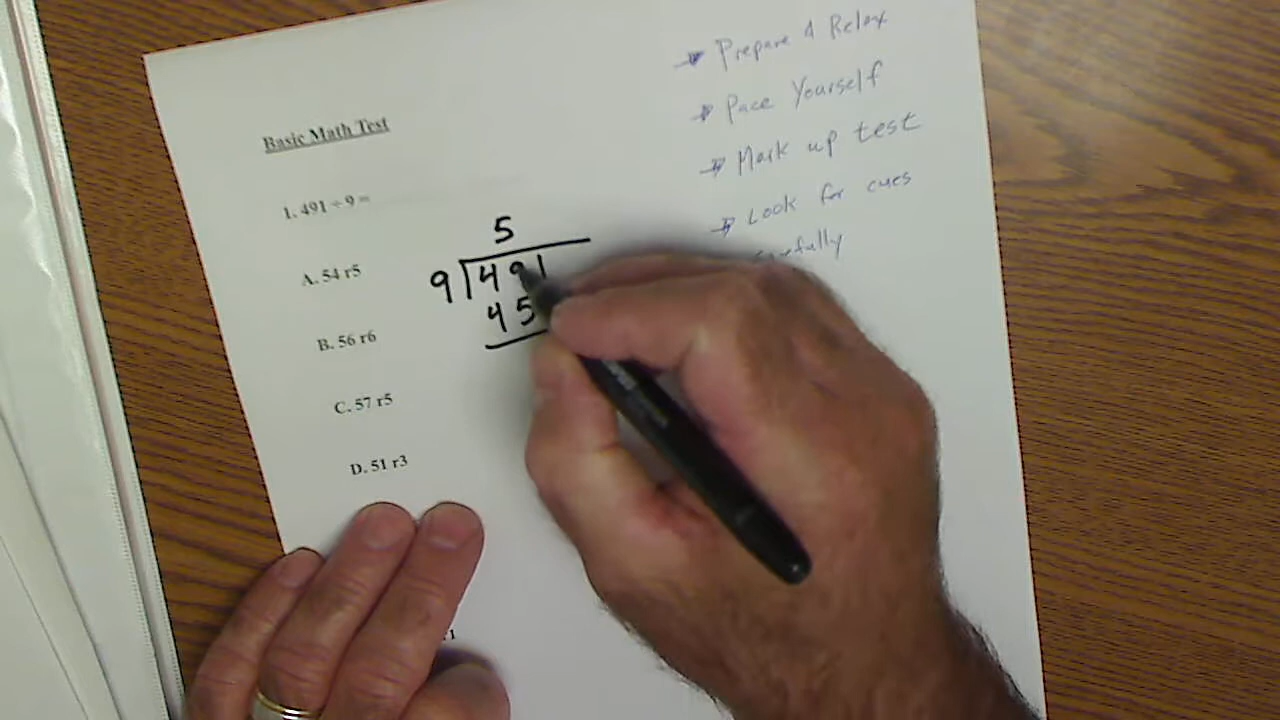 Basic Math Test
1. 491 ÷ 9 =
A. 54 r5
B. 56 r6
C. 57 r5
D. 51 r3
5
9 491
45
Prepare & Relax
Pace Yourself
Mark up test
Look for cues